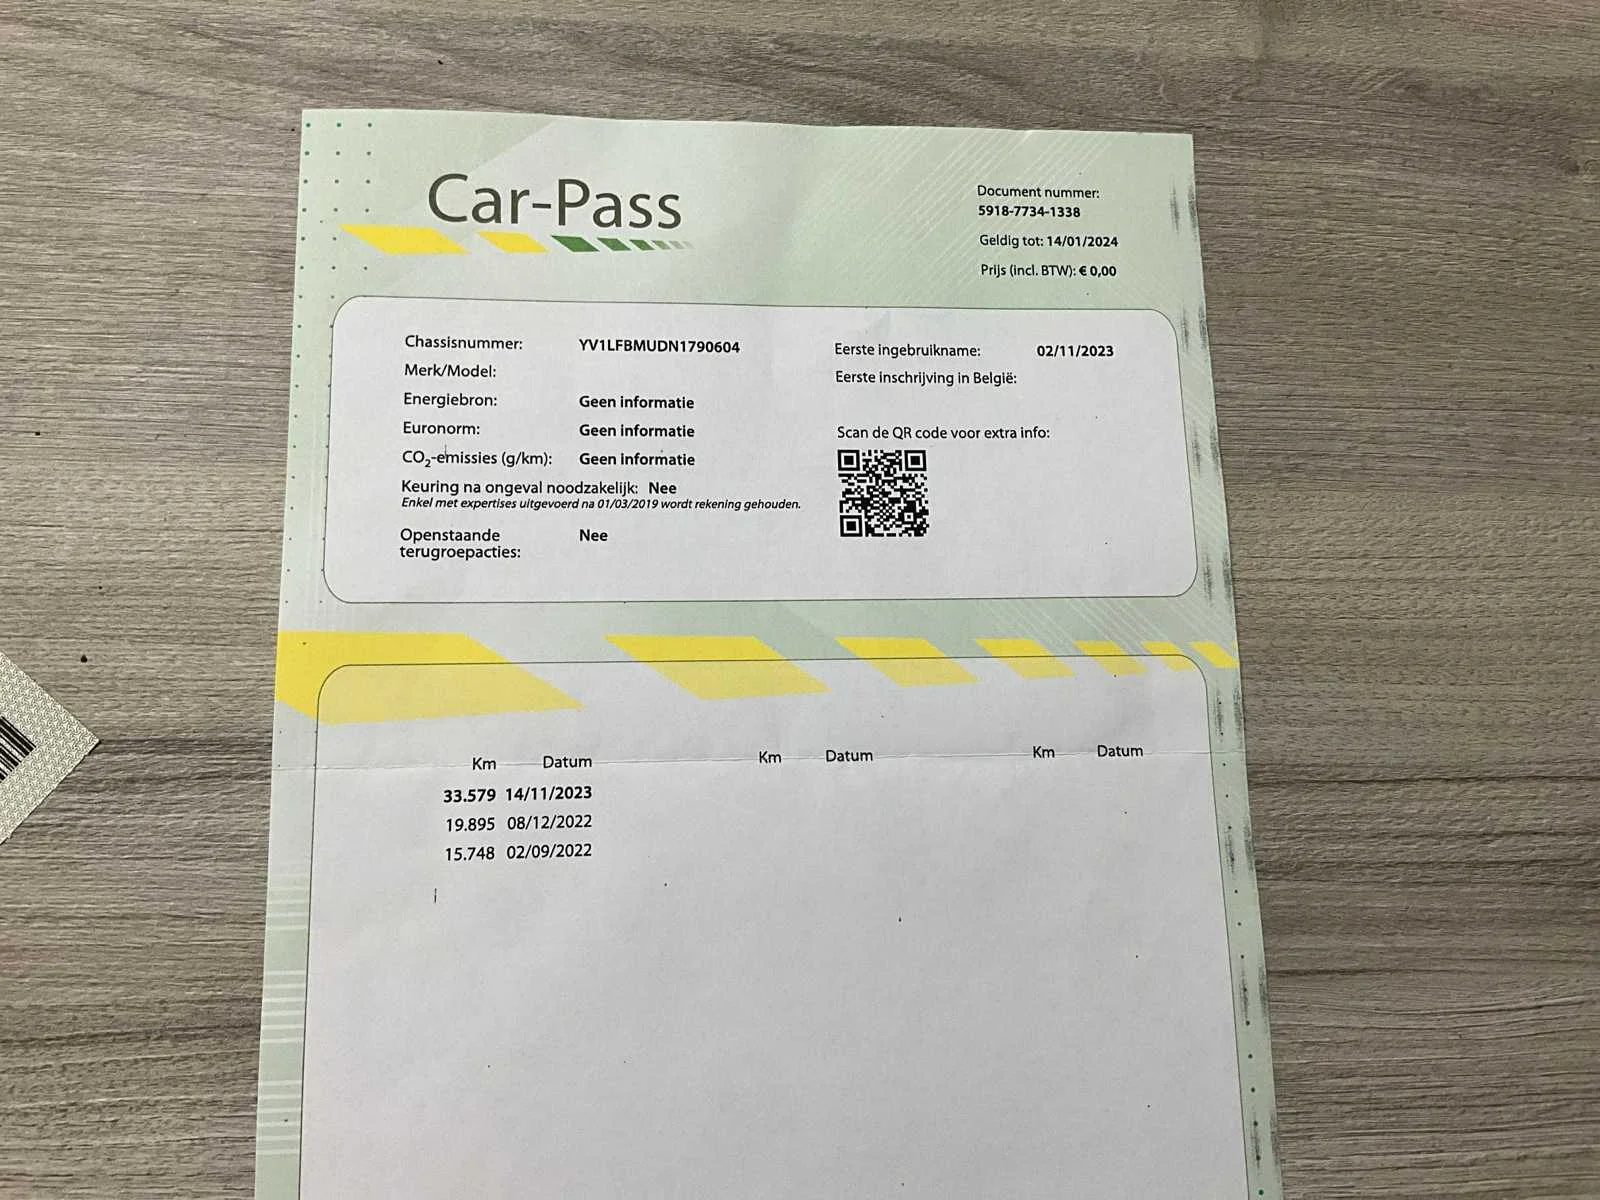 Car-Pass
Document nummer:
5918-7734-1338
Geldig tot: 14/01/2024
Prijs (incl. BTW): € 0,00
Chassisnummer: YV1LFBMUDN1790604
Merk/Model:
Energiebron: Geen informatie
Euronorm: Geen informatie
CO₂-emissies (g/km): Geen informatie
Keuring na ongeval noodzakelijk: Nee
Enkel met expertises uitgevoerd na 01/03/2019 wordt rekening gehouden.
Openstaande
terugroepacties: Nee
Eerste ingebruikname: 02/11/2023
Eerste inschrijving in België:
Scan de QR code voor extra info:
Km Datum Km Datum Km Datum
33.579 14/11/2023
19.895 08/12/2022
15.748 02/09/2022